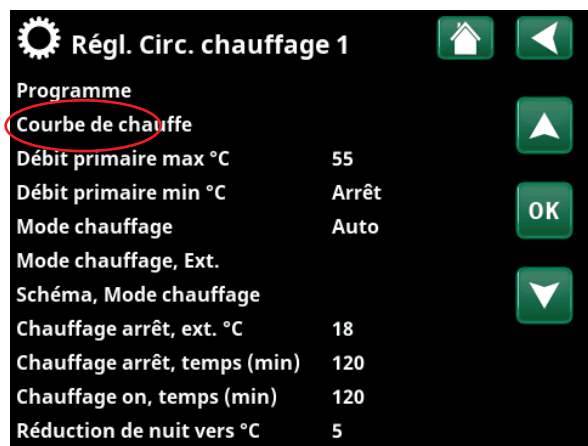 Régl. Circ. chauffage 1
Programme
Courbe de chauffe
Débit primaire max °C 55
Débit primaire min °C Arrêt
Mode chauffage Auto
OK
Mode chauffage, Ext.
Schéma, Mode chauffage
Chauffage arrêt, ext. °C 18
Chauffage arrêt, temps (min) 120
Chauffage on, temps (min) 120
Réduction de nuit vers °C 5